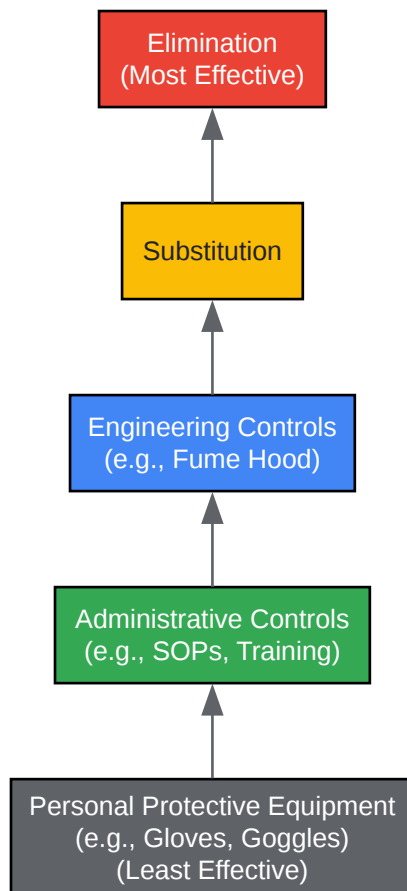 Elimination
(Most Effective)
Substitution
Engineering Controls
(e.g., Fume Hood)
Administrative Controls
(e.g., SOPs, Training)
Personal Protective Equipment
(e.g., Gloves, Goggles)
(Least Effective)